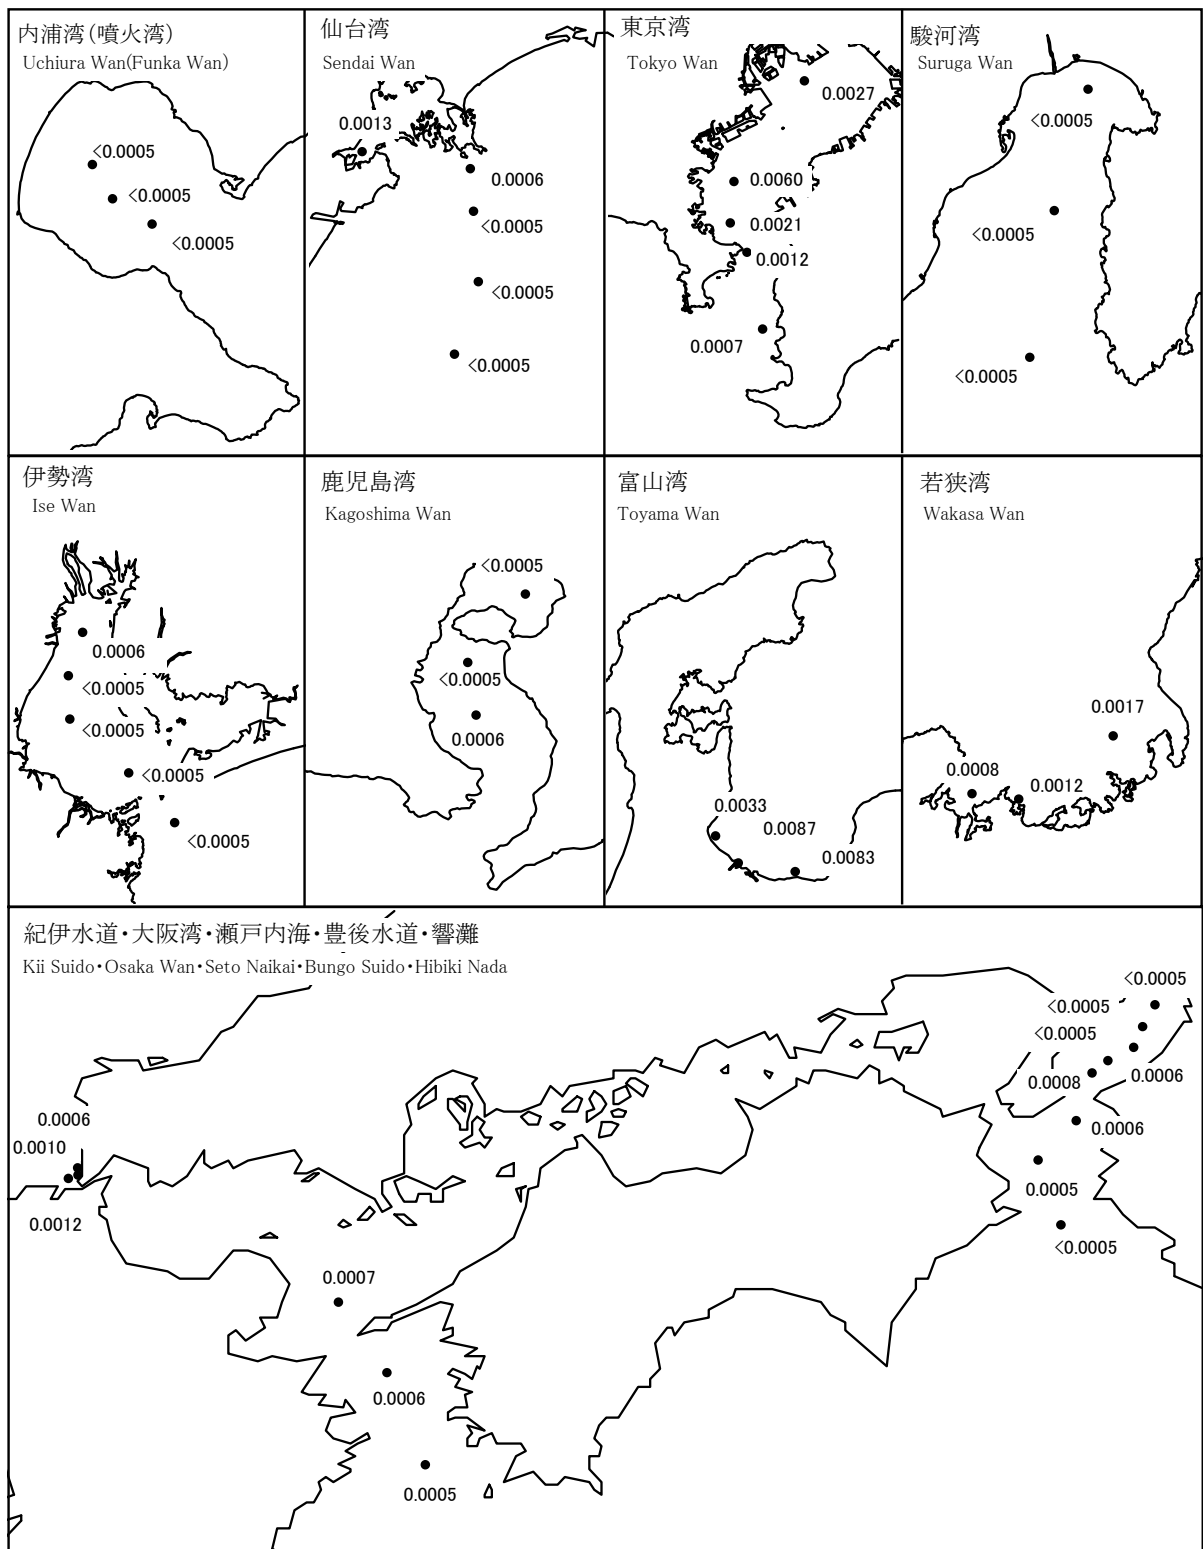 内浦湾(噴火湾)
Uchiura Wan(Funka Wan)
<0.0005
<0.0005
<0.0005
仙台湾
Sendai Wan
0.0013
0.0006
<0.0005
<0.0005
<0.0005
東京湾
Tokyo Wan
0.0027
0.0060
0.0021
0.0012
0.0007
駿河湾
Suruga Wan
<0.0005
<0.0005
<0.0005
伊勢湾
Ise Wan
0.0006
<0.0005
<0.0005
<0.0005
<0.0005
鹿児島湾
Kagoshima Wan
<0.0005
<0.0005
0.0006
富山湾
Toyama Wan
0.0033
0.0087
0.0083
若狭湾
Wakasa Wan
0.0017
0.0008
0.0012
紀伊水道・大阪湾・瀬戸内海・豊後水道・響灘
Kii Suido・Osaka Wan・Seto Naikai・Bungo Suido・Hibiki Nada
<0.0005
<0.0005
<0.0005
0.0008
0.0006
0.0006
0.0006
0.0010
0.0012
0.0005
<0.0005
0.0007
0.0006
0.0005